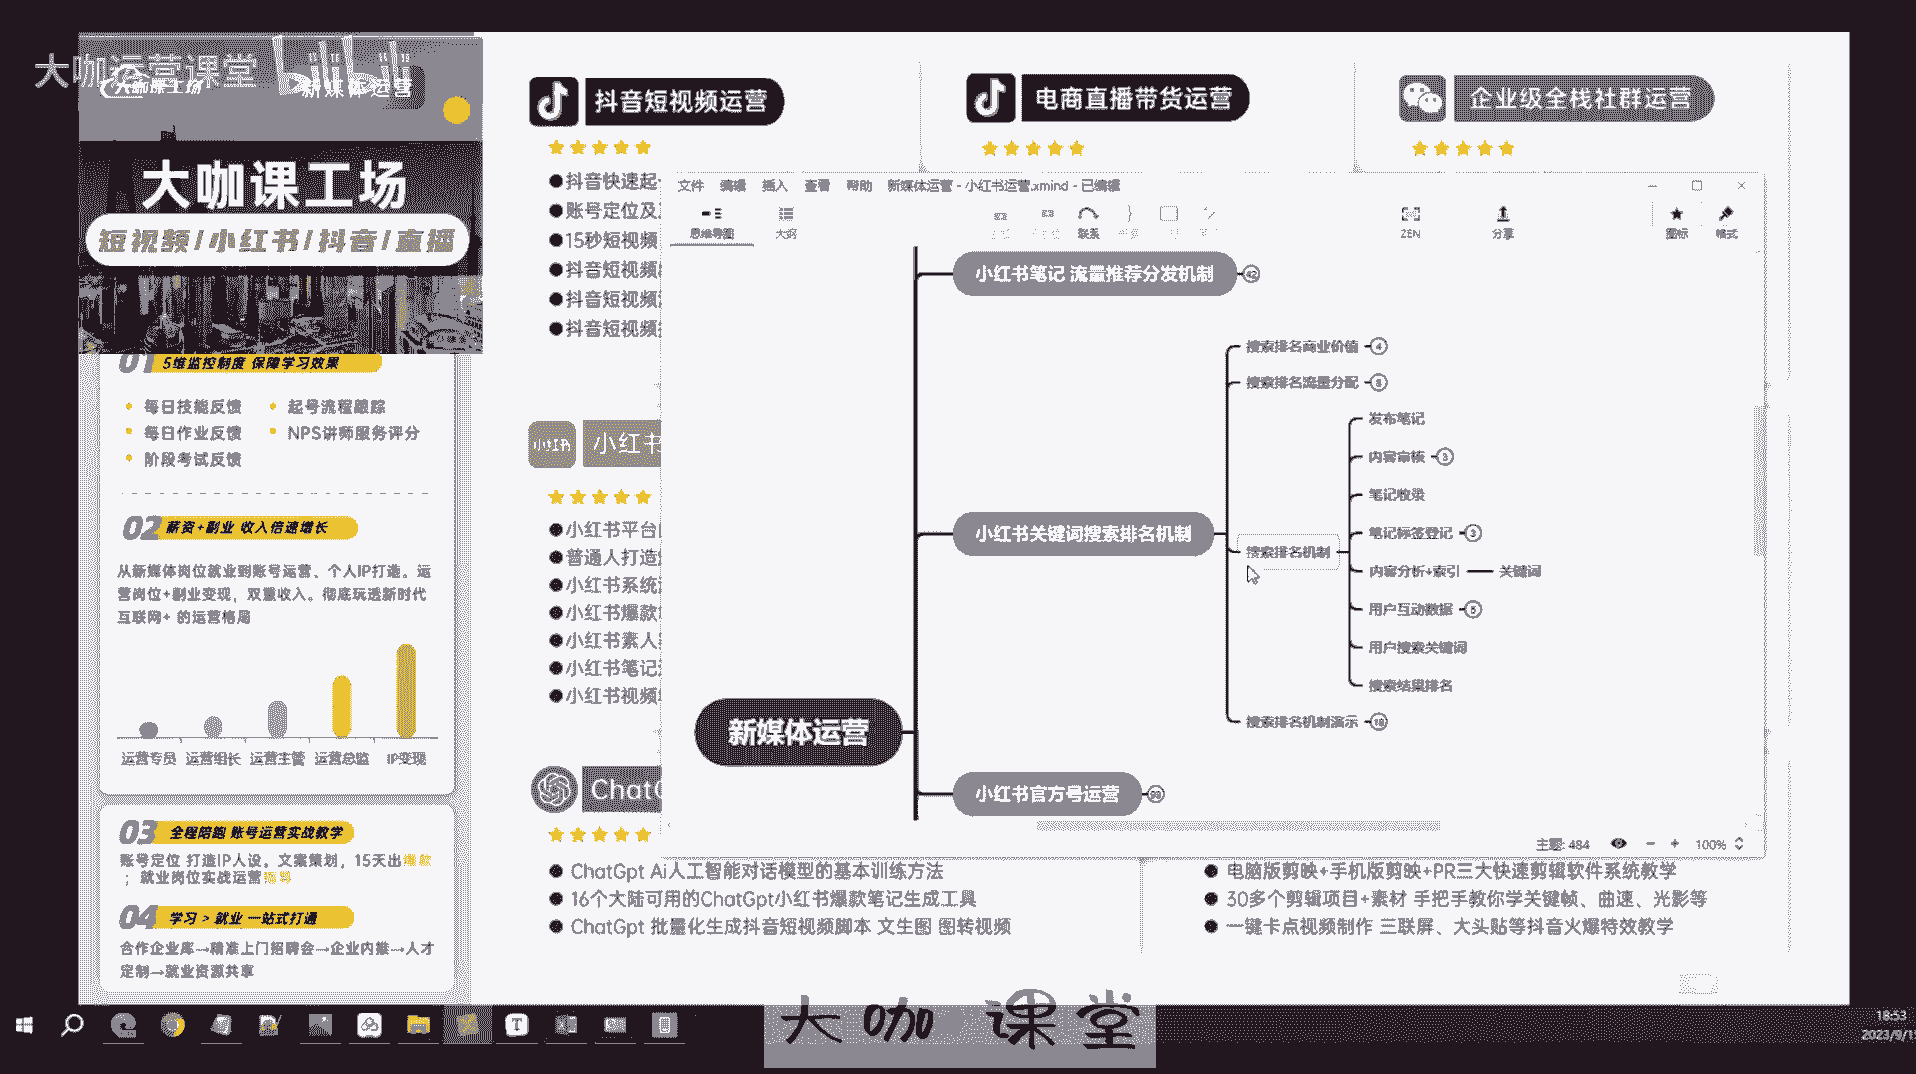 大咖运营课堂 bilibili
大咖课工场
新媒体运营
大咖课工场
短视频/小红书/抖音/直播
01 5维监控制度 保障学习效果
每日技能反馈
起号流程跟踪
每日作业反馈
NPS讲师服务评分
阶段考试反馈
02 薪资+副业 收入倍速增长
从新媒体岗位就业到账号运营、个人IP打造。运
营岗位+副业变现，双重收入。彻底玩透新时代
互联网+ 的运营格局
运营专员 运营组长 运营主管 运营总监 IP变现
03 全程陪跑 账号运营实战教学
账号定位 打造IP人设，文案策划，15天出爆款
；就业岗位实战运营
04 学习 > 就业 一站式打通
合作企业库→精准上门招聘会→企业内推→人才
定制→就业资源共享
抖音短视频运营
抖音快速起
账号定位及
15秒短视频
抖音短视频
抖音短视频
抖音短视频
电商直播带货运营
企业级全栈社群运营
小红书
小红书
小红书平台
普通人打造
小红书系统
小红书爆款
小红书素人
小红书笔记
小红书视频
ChatG
ChatGpt Ai人工智能对话模型的基本训练方法
16个大陆可用的ChatGpt小红书爆款笔记生成工具
ChatGpt 批量化生成抖音短视频脚本 文生图 图转视频
电脑版剪映+手机版剪映+PR三大快速剪辑软件系统教学
30多个剪辑项目+素材 手把手教你学关键帧、曲速、光影等
一键卡点视频制作 三联屏、大头贴等抖音火爆特效教学
文件 编辑 插入 查看 帮助 新媒体运营 - 小红书运营.xmind - 已编辑
思维导图
大纲
联系
ZEN
分享
图标
格式
新媒体运营
小红书笔记 流量推荐分发机制 42
小红书关键词搜索排名机制
搜索排名商业价值 4
搜索排名流量分配 8
搜索排名机制
发布笔记
内容审核 3
笔记收录
笔记标签登记 3
内容分析+索引
关键词
用户互动数据 5
用户搜索关键词
搜索结果排名
搜索排名机制演示 18
小红书官方号运营 99
主题: 484
100%
大咖 课堂
18:53
2023/9/1